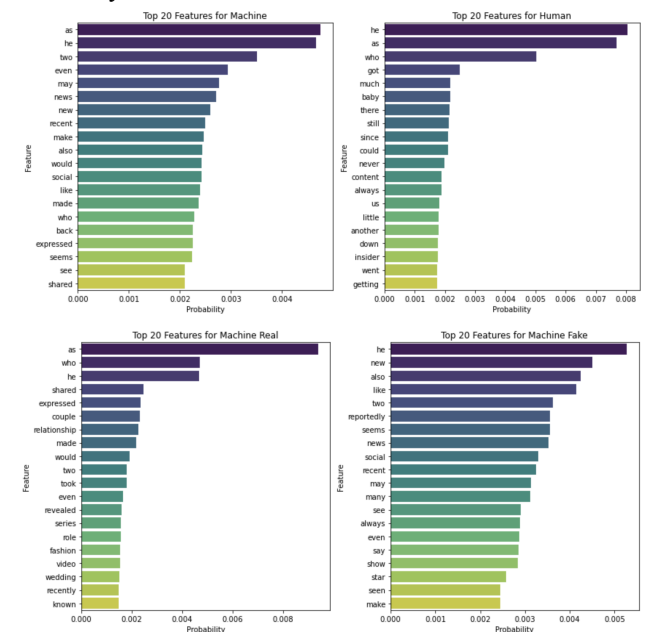 Top 20 Features for Machine
as
he
two
even
may
news
new
recent
make
also
would
social
like
made
who
back
expressed
seems
see
shared
Feature
0.000 0.001 0.002 0.003 0.004
Probability
Top 20 Features for Human
he
as
who
got
much
baby
there
still
since
could
never
content
always
us
little
another
down
insider
went
getting
Feature
0.000 0.001 0.002 0.003 0.004 0.005 0.006 0.007 0.008
Probability
Top 20 Features for Machine Real
as
who
he
shared
expressed
couple
relationship
made
would
two
took
even
revealed
series
role
fashion
video
wedding
recently
known
Feature
0.000 0.002 0.004 0.006 0.008
Probability
Top 20 Features for Machine Fake
he
new
also
like
two
reportedly
seems
news
social
recent
may
many
see
always
even
say
show
star
seen
make
Feature
0.000 0.001 0.002 0.003 0.004 0.005
Probability